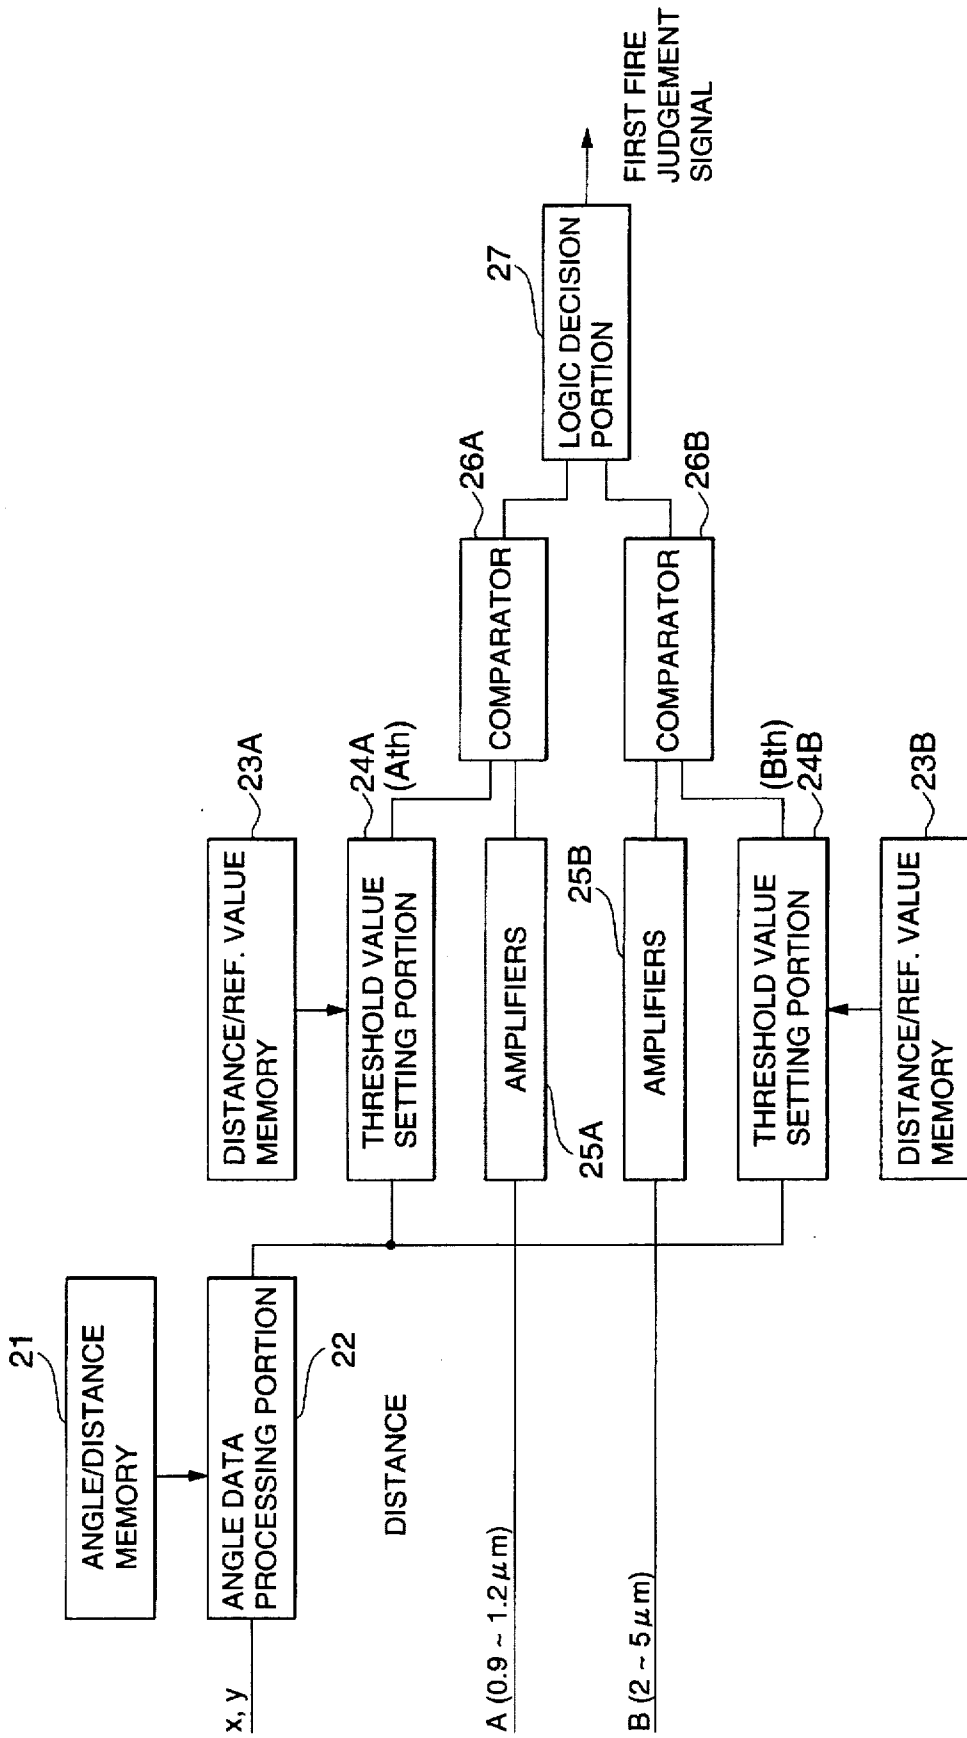 21
ANGLE/DISTANCE
MEMORY
x, y
ANGLE DATA
PROCESSING PORTION
22
DISTANCE
A (0.9 ~ 1.2 μm)
B (2 ~ 5 μm)
23A
DISTANCE/REF. VALUE
MEMORY
24A
(Ath)
THRESHOLD VALUE
SETTING PORTION
AMPLIFIERS
25A
25B
AMPLIFIERS
(Bth)
24B
THRESHOLD VALUE
SETTING PORTION
23B
DISTANCE/REF. VALUE
MEMORY
26A
COMPARATOR
COMPARATOR
26B
27
LOGIC DECISION
PORTION
FIRST FIRE
JUDGEMENT
SIGNAL